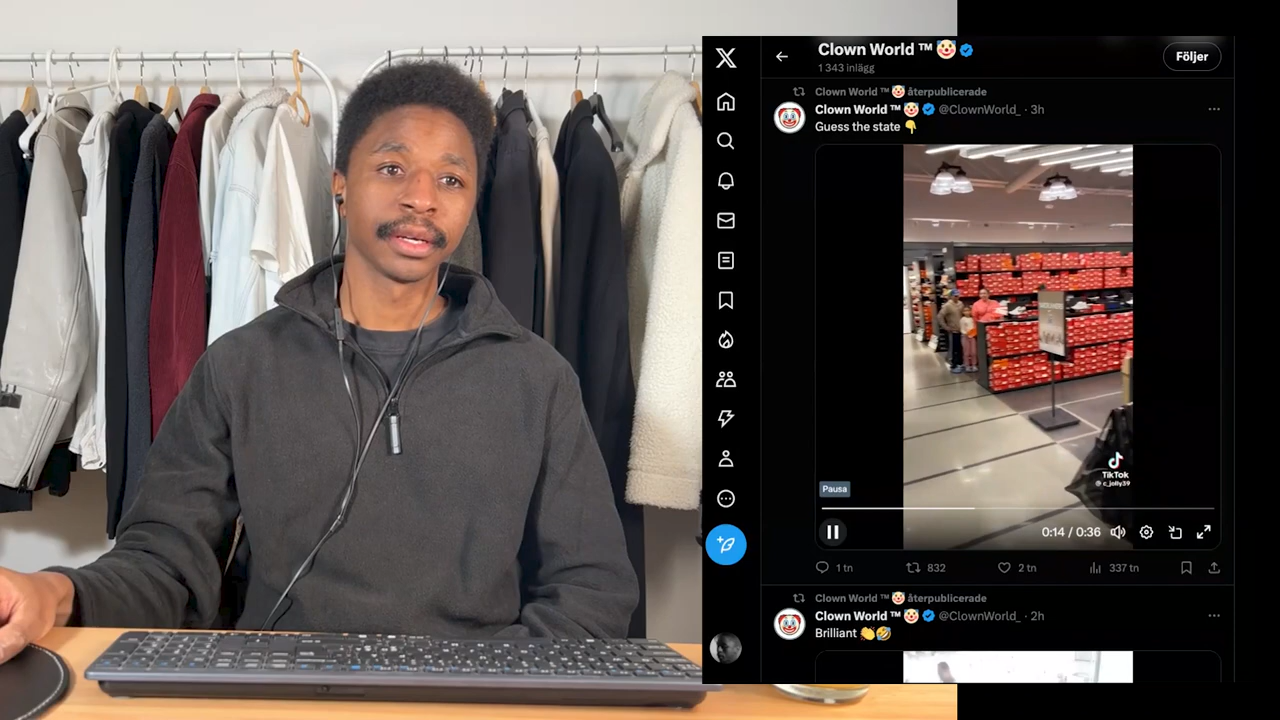 Clown World ™ 🤡
1 343 inlägg
Följer
Clown World ™ 🤡 återpublicerade
Clown World ™ 🤡 @ClownWorld_ · 3h
Guess the state 👇
TikTok
@c_jolly39
Pausa
0:14 / 0:36
1 tn
832
2 tn
337 tn
Clown World ™ 🤡 återpublicerade
Clown World ™ 🤡 @ClownWorld_ · 2h
Brilliant 👏🤣